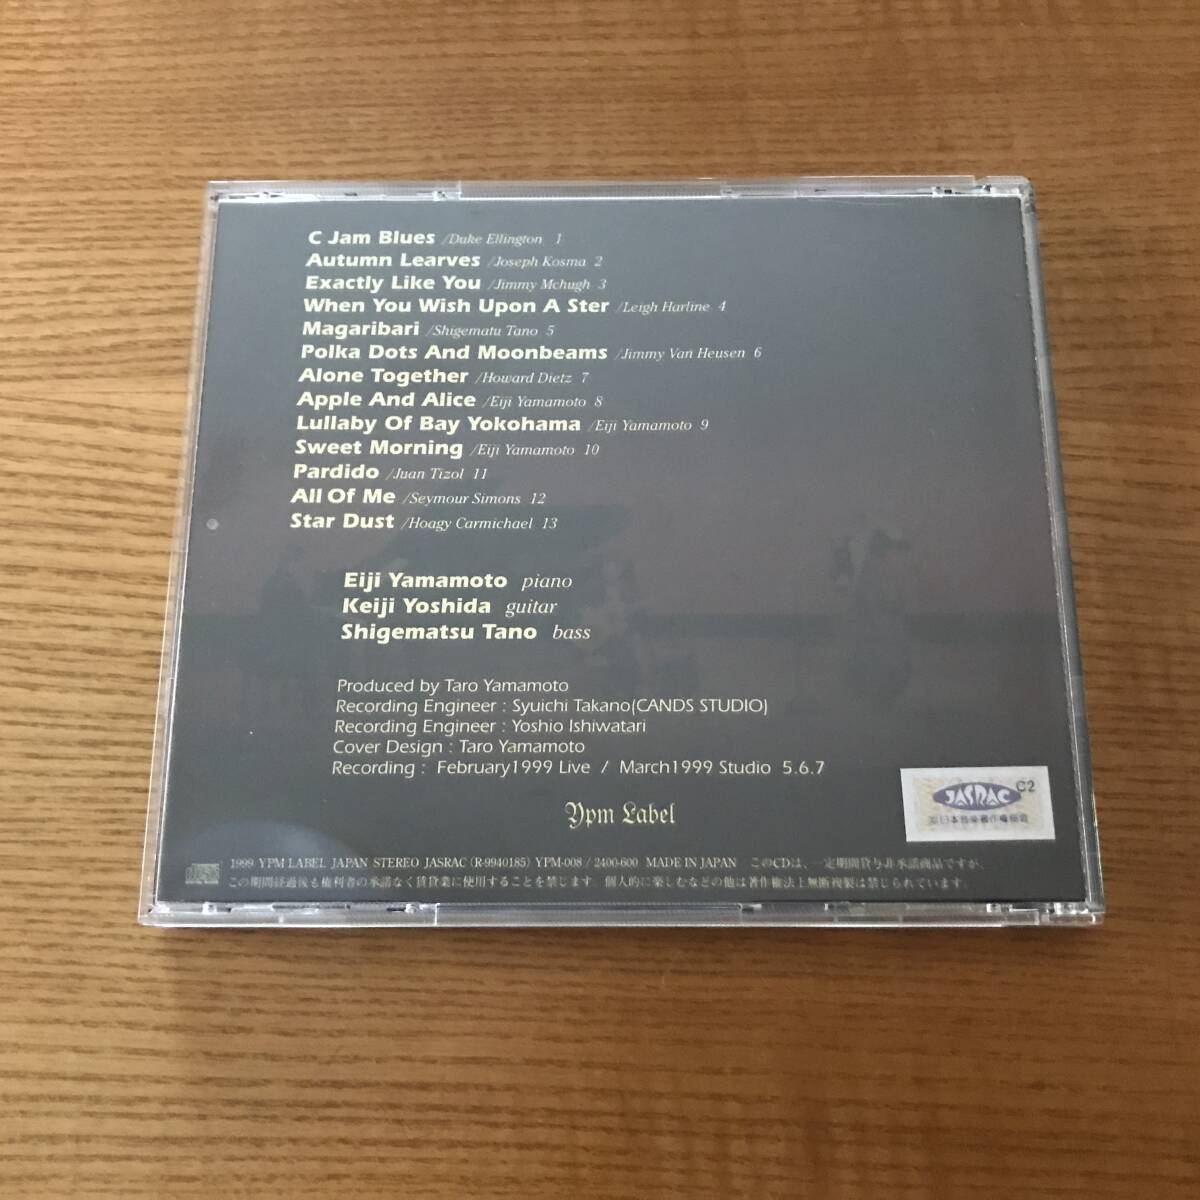 C Jam Blues /Duke Ellington 1
Autumn Learves /Joseph Kosma 2
Exactly Like You /Jimmy Mchugh 3
When You Wish Upon A Ster /Leigh Harline 4
Magaribari /Shigematu Tano 5
Polka Dots And Moonbeams /Jimmy Van Heusen 6
Alone Together /Howard Dietz 7
Apple And Alice /Eiji Yamamoto 8
Lullaby Of Bay Yokohama /Eiji Yamamoto 9
Sweet Morning /Eiji Yamamoto 10
Pardido /Juan Tizol 11
All Of Me /Seymour Simons 12
Star Dust /Hoagy Carmichael 13
Eiji Yamamoto piano
Keiji Yoshida guitar
Shigematsu Tano bass
Produced by Taro Yamamoto
Recording Engineer : Syuichi Takano(CANDS STUDIO)
Recording Engineer : Yoshio Ishiwatari
Cover Design : Taro Yamamoto
Recording : February1999 Live / March1999 Studio 5.6.7
Ypm Label
JASRAC C2
1999 YPM LABEL JAPAN STEREO JASRAC (R-9940185) YPM-008 / 2400-600 MADE IN JAPAN このCDは、一定期間貸与非承諾商品ですが、
この期間経過後も権利者の承諾なく賃貸業に使用することを禁じます。個人的に楽しむなどの他は著作権法上無断複製は禁じられています。